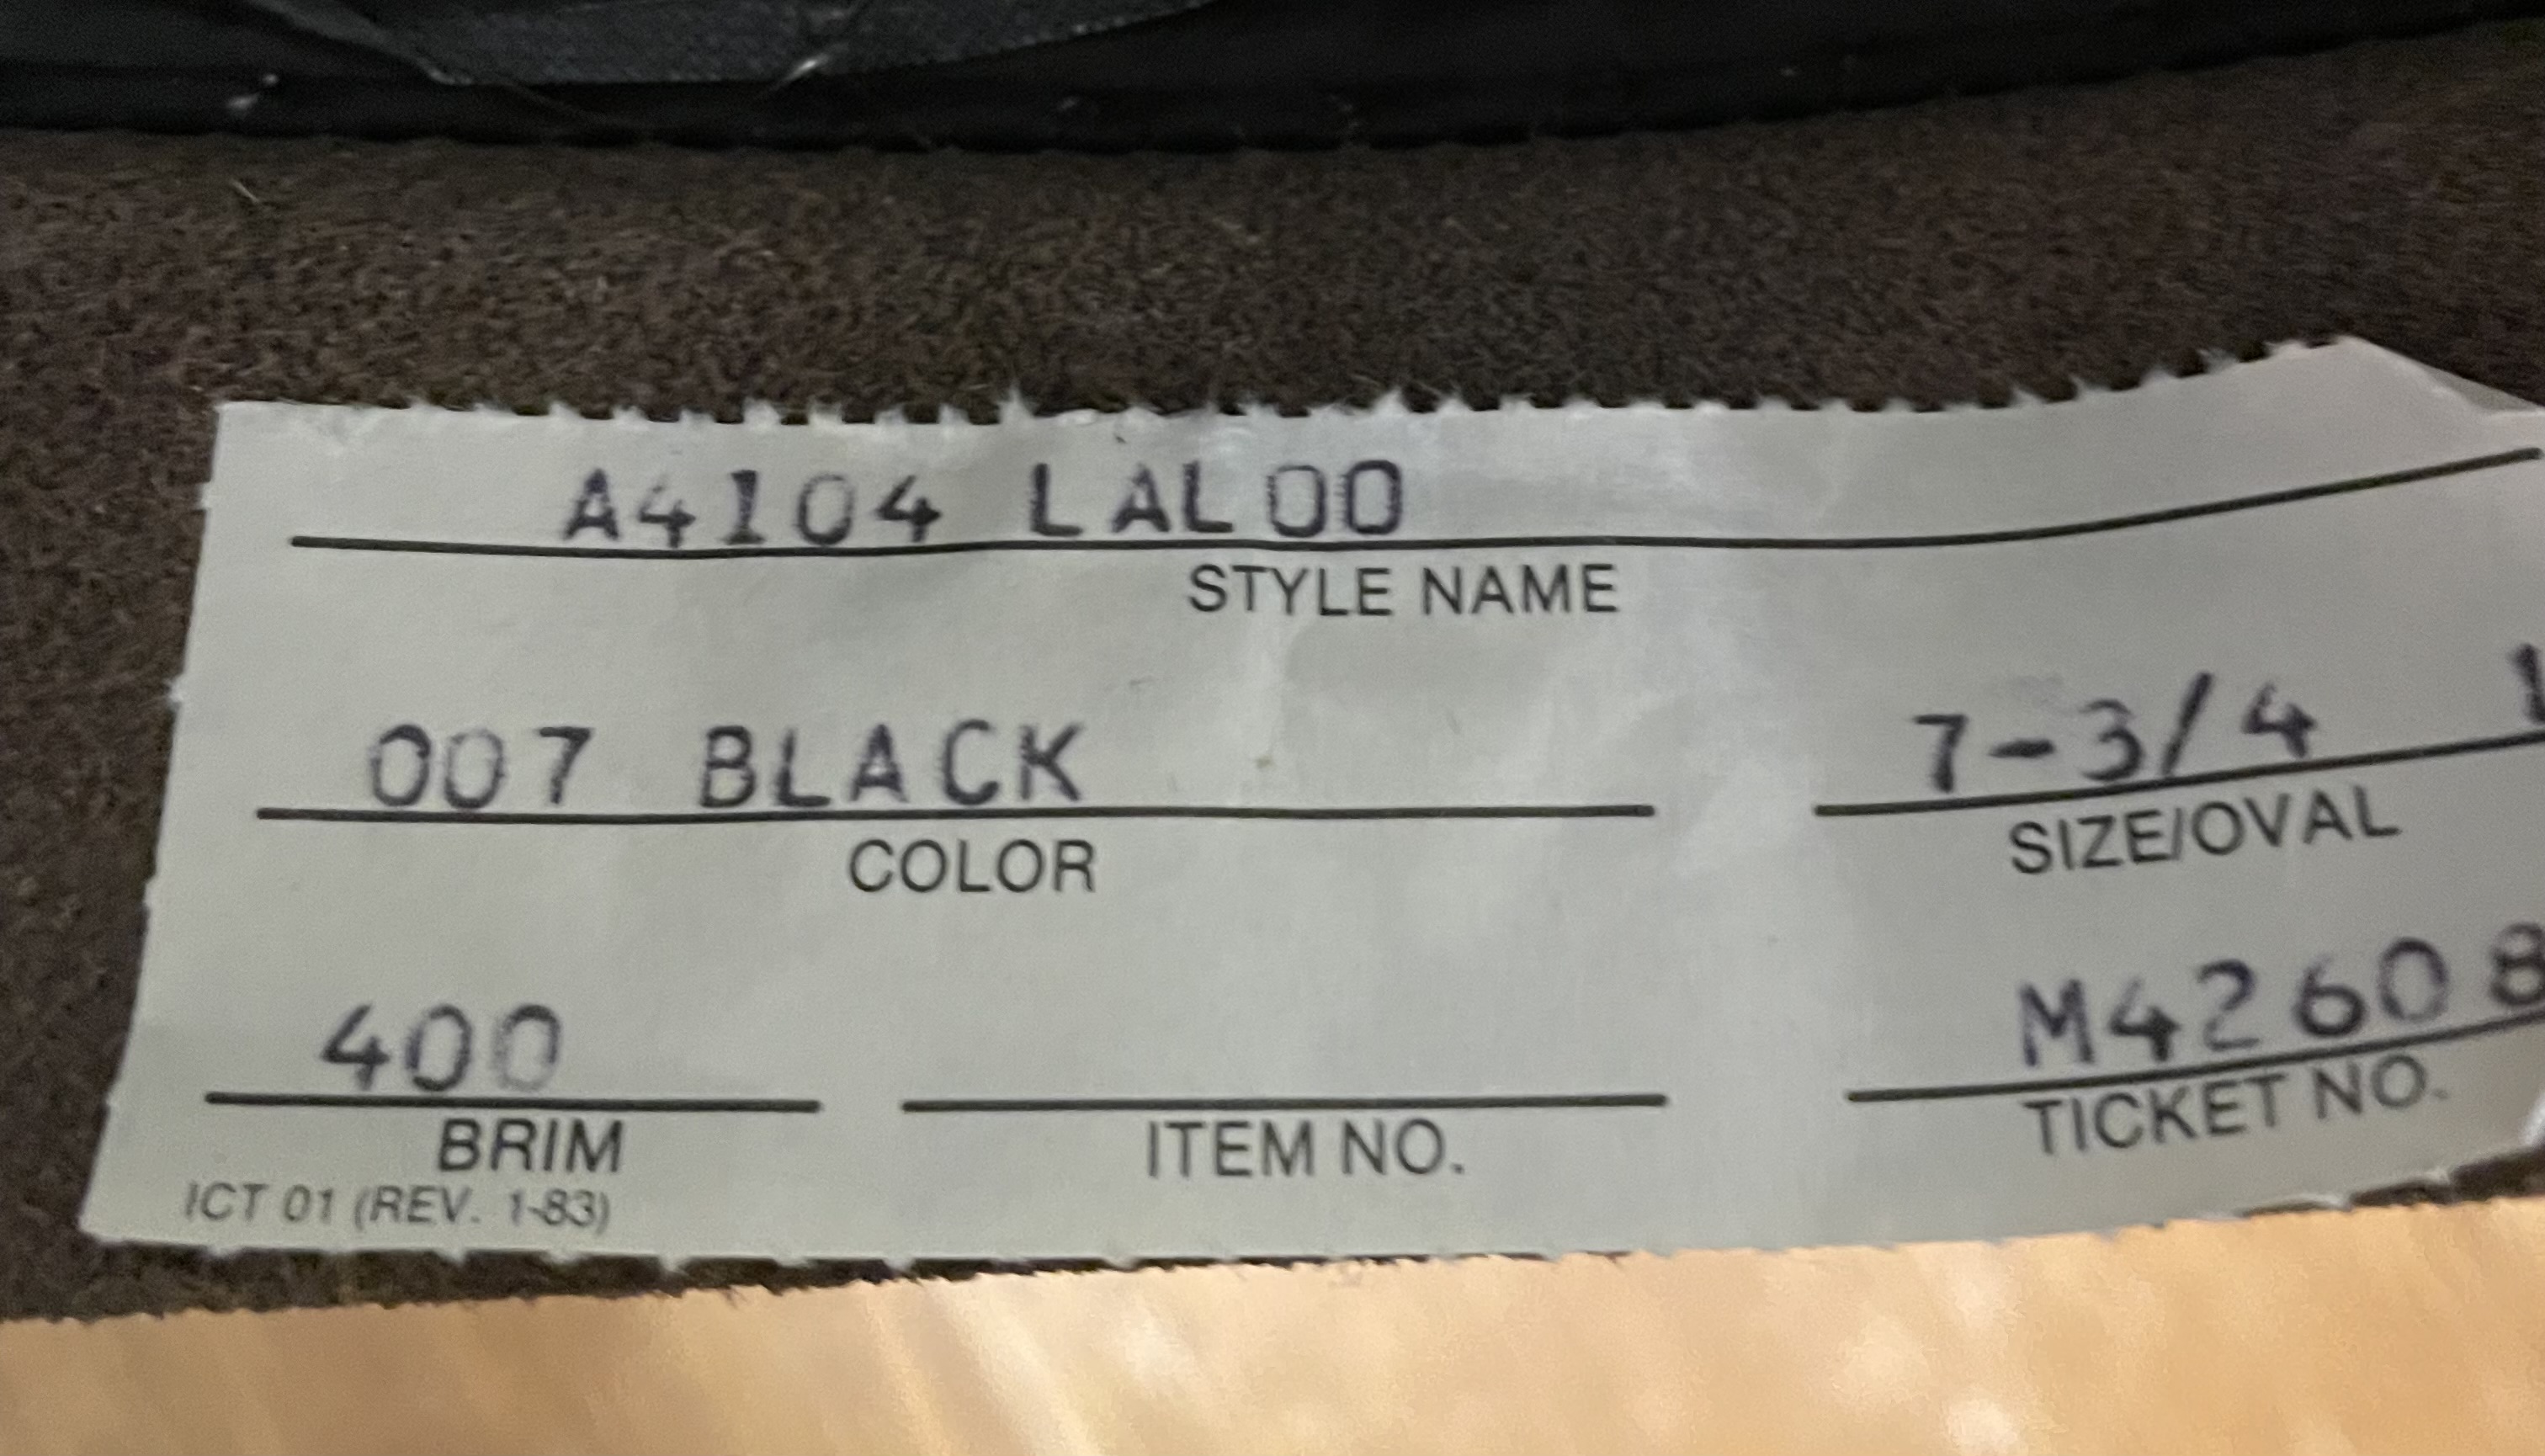 A4104 LALOO
STYLE NAME
007 BLACK 7-3/4
COLOR SIZE/OVAL
400 M42608
BRIM ITEM NO. TICKET NO.
ICT 01 (REV. 1-83)